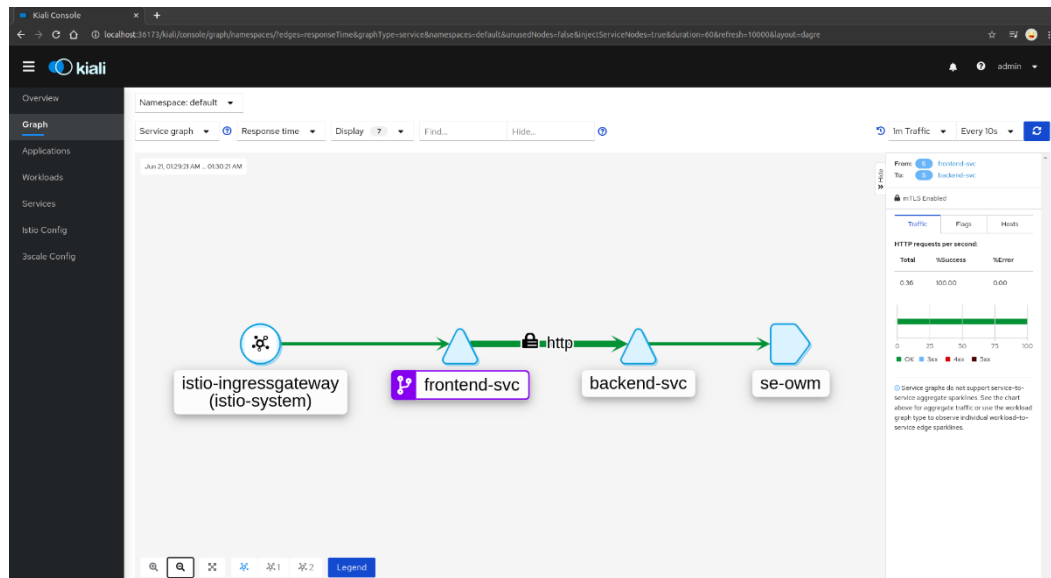 Kiali Console
localhost:36173/kiali/console/graph/namespaces/?edges=responseTime&graphType=service&namespaces=default&unusedNodes=false&injectServiceNodes=true&duration=60&refresh=10000&layout=dagre
kiali
admin
Overview
Graph
Applications
Workloads
Services
Istio Config
3scale Config
Namespace: default
Service graph
Response time
Display 7
Find...
Hide...
1m Traffic
Every 10s
Jun 21, 01:29:21 AM ... 01:30:21 AM
Hide
istio-ingressgateway
(istio-system)
frontend-svc
http
backend-svc
se-owm
Legend
1
2
From: S frontend-svc
To: S backend-svc
mTLS Enabled
Traffic Flags Hosts
HTTP requests per second:
Total %Success %Error
0.36 100.00 0.00
0 25 50 75 100
OK 3xx 4xx 5xx
Service graphs do not support service-to-
service aggregate sparklines. See the chart
above for aggregate traffic or use the workload
graph type to observe individual workload-to-
service edge sparklines.